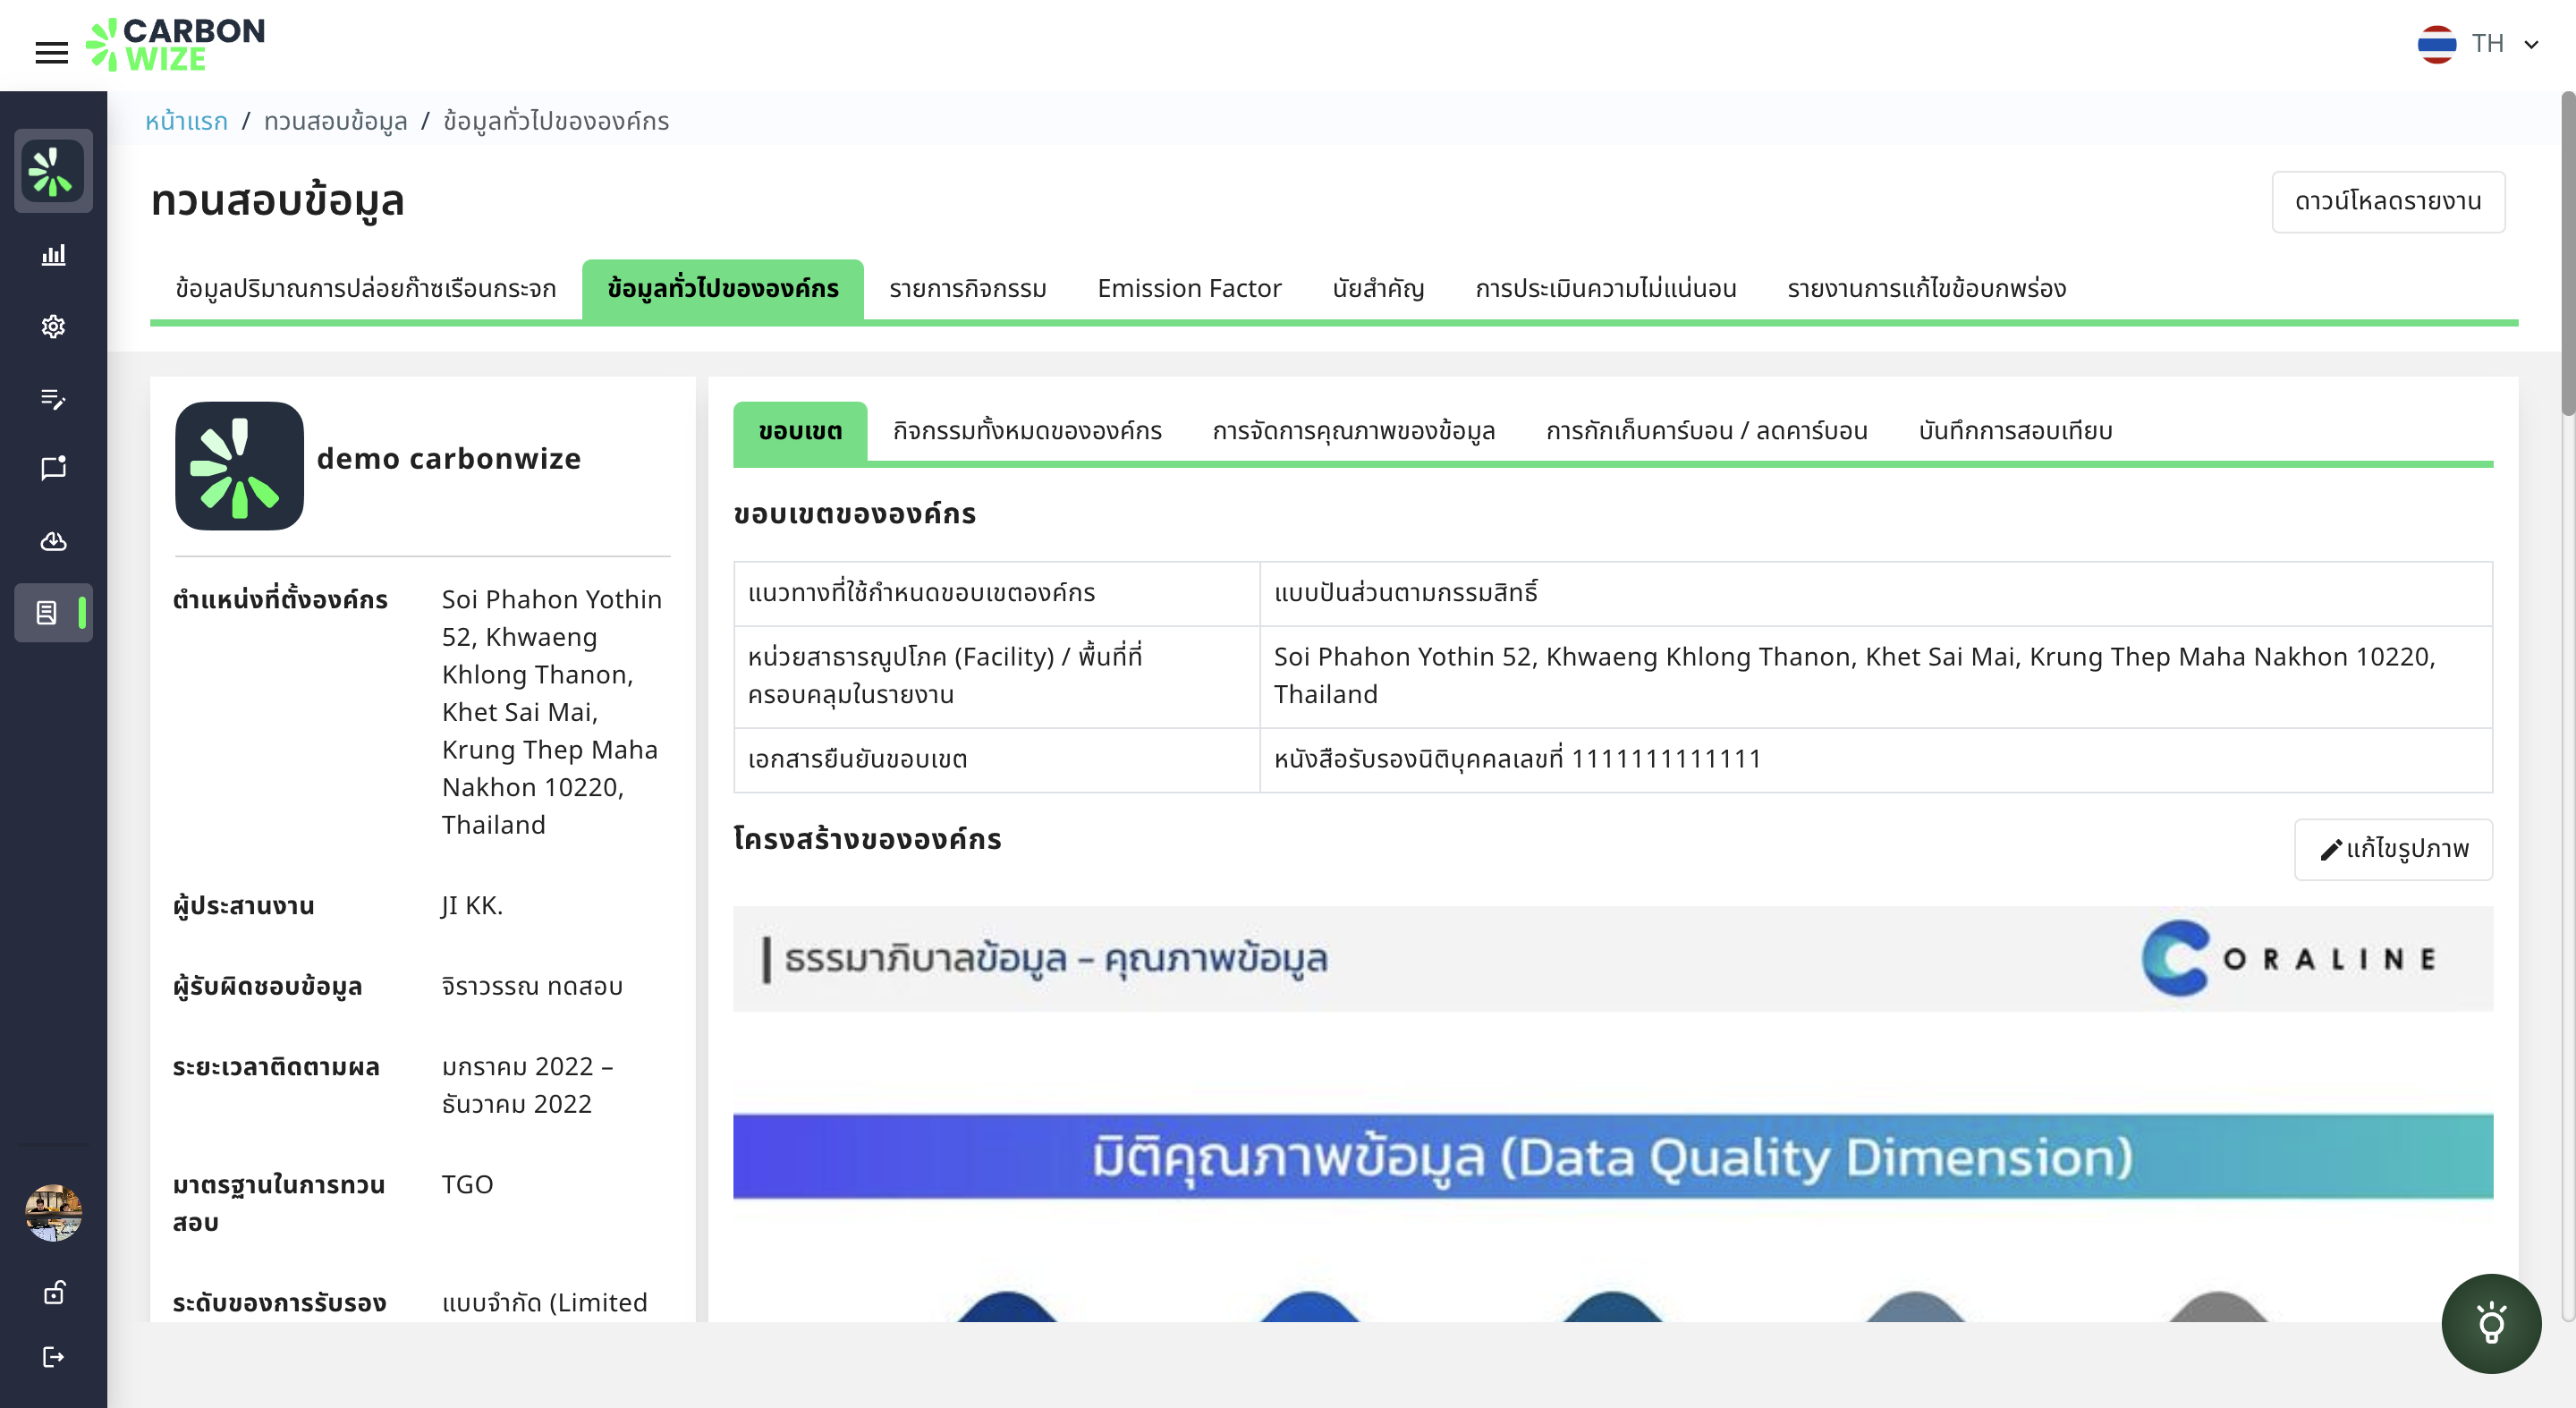 CARBON
WIZE
TH
หน้าแรก / ทวนสอบข้อมูล / ข้อมูลทั่วไปขององค์กร
ทวนสอบข้อมูล
ดาวน์โหลดรายงาน
ข้อมูลปริมาณการปล่อยก๊าซเรือนกระจก ข้อมูลทั่วไปขององค์กร รายการกิจกรรม Emission Factor นัยสำคัญ การประเมินความไม่แน่นอน รายงานการแก้ไขข้อบกพร่อง
demo carbonwize
ตำแหน่งที่ตั้งองค์กร
Soi Phahon Yothin
52, Khwaeng
Khlong Thanon,
Khet Sai Mai,
Krung Thep Maha
Nakhon 10220,
Thailand
ผู้ประสานงาน
JI KK.
ผู้รับผิดชอบข้อมูล
จิราวรรณ ทดสอบ
ระยะเวลาติดตามผล
มกราคม 2022 –
ธันวาคม 2022
มาตรฐานในการทวน
สอบ
TGO
ระดับของการรับรอง
แบบจำกัด (Limited
ขอบเขต กิจกรรมทั้งหมดขององค์กร การจัดการคุณภาพของข้อมูล การกักเก็บคาร์บอน / ลดคาร์บอน บันทึกการสอบเทียบ
ขอบเขตขององค์กร
แนวทางที่ใช้กำหนดขอบเขตองค์กร
แบบปันส่วนตามกรรมสิทธิ์
หน่วยสาธารณูปโภค (Facility) / พื้นที่ที่
ครอบคลุมในรายงาน
Soi Phahon Yothin 52, Khwaeng Khlong Thanon, Khet Sai Mai, Krung Thep Maha Nakhon 10220,
Thailand
เอกสารยืนยันขอบเขต
หนังสือรับรองนิติบุคคลเลขที่ 1111111111111
โครงสร้างขององค์กร
แก้ไขรูปภาพ
ธรรมาภิบาลข้อมูล – คุณภาพข้อมูล
CORALINE
มิติคุณภาพข้อมูล (Data Quality Dimension)